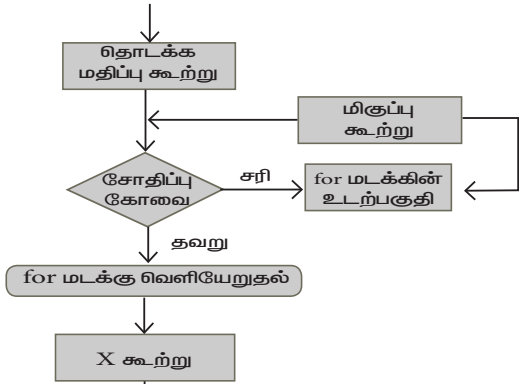 தொடக்க
மதிப்பு கூற்று
மிகுப்பு
கூற்று
சோதிப்பு
கோவை
சரி
for மடக்கின்
உடற்பகுதி
தவறு
for மடக்கு வெளியேறுதல்
X கூற்று